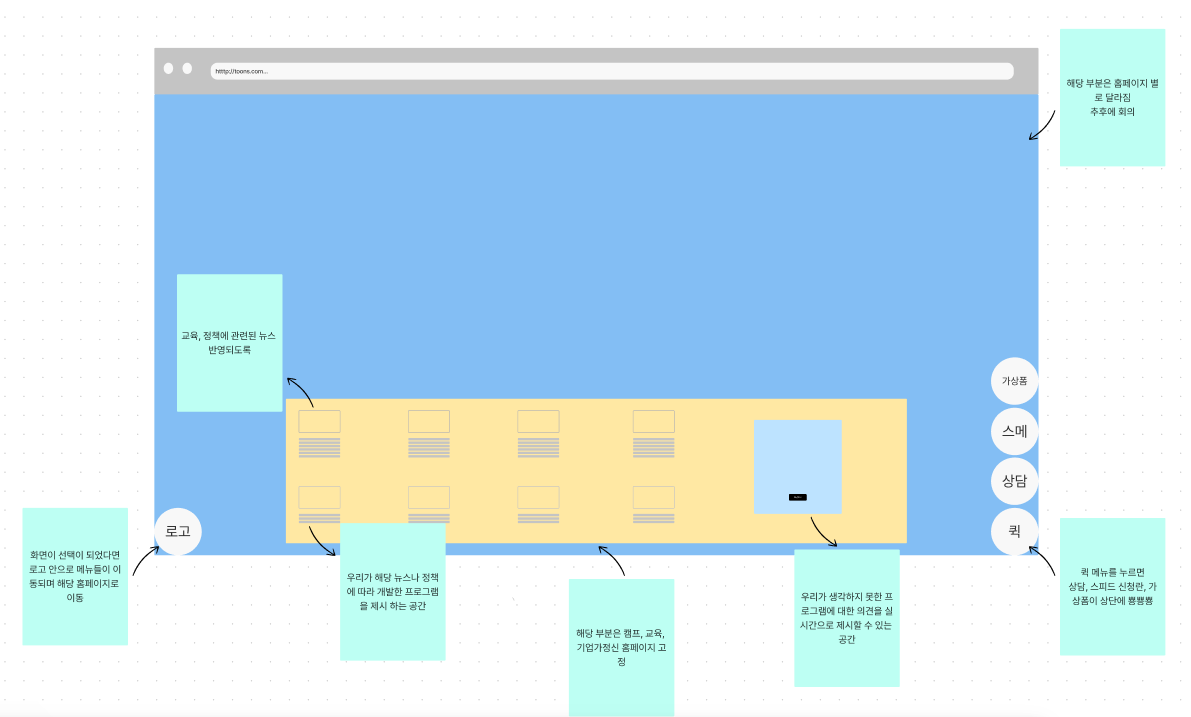 htttp://toons.com...
해당 부분은 홈페이지 별
로 달라짐
추후에 회의
교육, 정책에 관련된 뉴스
반영되도록
가상폼
스메
상담
퀵
로고
화면이 선택이 되었다면
로고 안으로 메뉴들이 이
동되며 해당 홈페이지로
이동
우리가 해당 뉴스나 정책
에 따라 개발한 프로그램
을 제시 하는 공간
해당 부분은 캠프, 교육,
기업가정신 홈페이지 고
정
우리가 생각하지 못한 프
로그램에 대한 의견을 실
시간으로 제시할 수 있는
공간
퀵 메뉴를 누르면
상담, 스피드 신청란, 가
상폼이 상단에 뿅뿅뿅